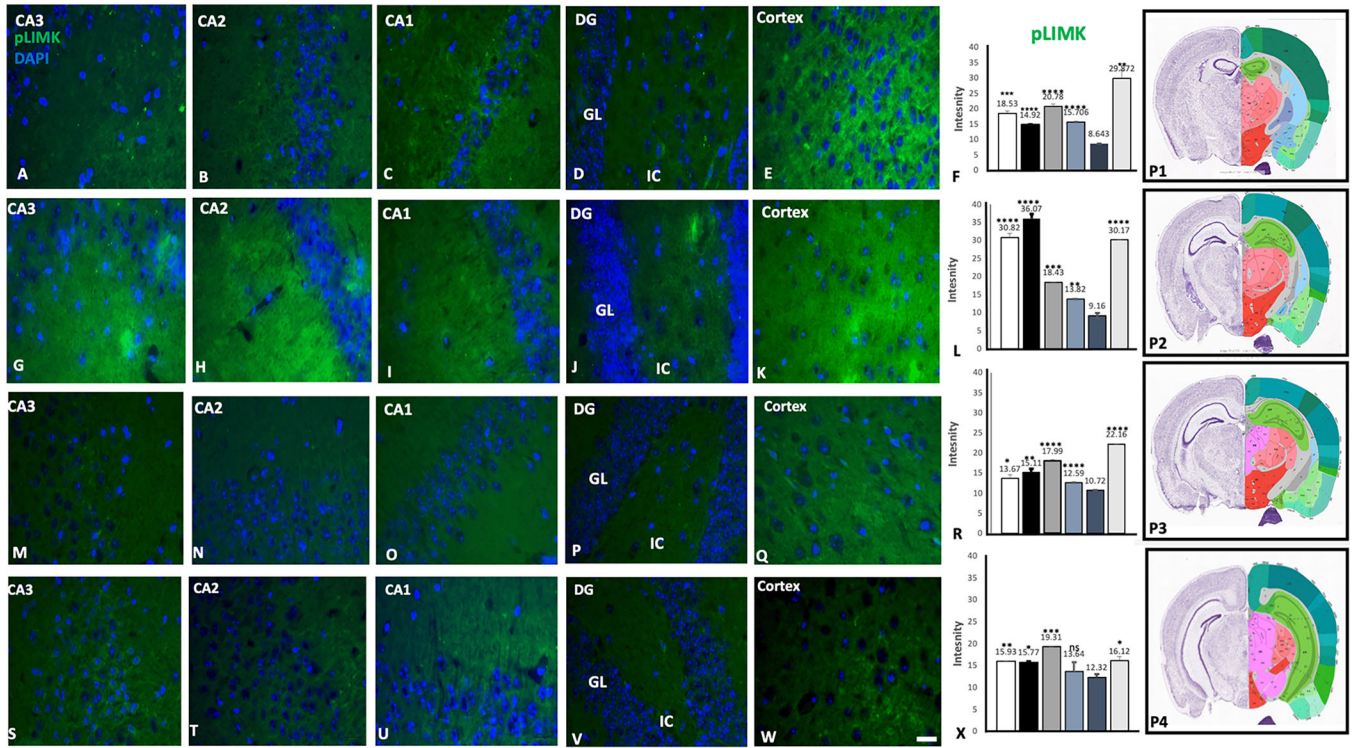 CA3
pLIMK
DAPI
A
CA2
B
CA1
C
DG
GL
IC
D
Cortex
E
pLIMK
Intesnity
40
35
30
25
20
15
10
5
0
***
18.53
****
14.92
****
20.78
****
15.706
8.643
**
29.872
F
P1
CA3
G
CA2
H
CA1
I
DG
GL
IC
J
Cortex
K
Intesnity
40
35
30
25
20
15
10
5
0
****
30.82
****
36.07
***
18.43
**
13.82
9.16
****
30.17
L
P2
CA3
M
CA2
N
CA1
O
DG
GL
IC
P
Cortex
Q
Intesnity
40
35
30
25
20
15
10
5
0
*
13.67
**
15.11
****
17.99
****
12.59
10.72
****
22.16
R
P3
CA3
S
CA2
T
CA1
U
DG
GL
IC
V
Cortex
W
Intesnity
40
35
30
25
20
15
10
5
0
**
15.93
*
15.77
***
19.31
ns
13.64
12.32
*
16.12
X
P4